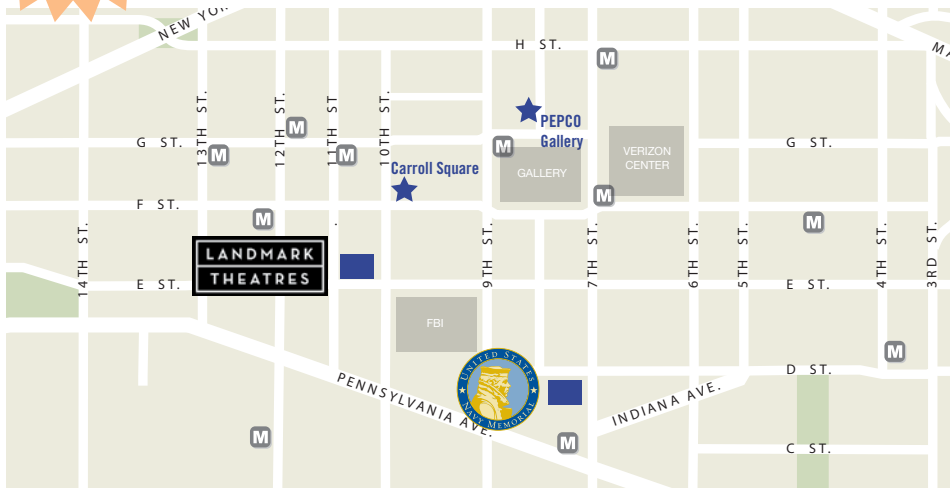 NEW YOR
H ST.
MA
M
PEPCO
Gallery
13TH ST.
12TH ST.
11TH ST
10TH ST.
M
G ST.
M
M
M
GALLERY
VERIZON
CENTER
G ST.
Carroll Square
M
F ST.
M
M
LANDMARK
THEATRES
14TH ST.
9TH ST.
7TH ST.
6TH ST.
5TH ST.
4TH ST.
3RD ST.
E ST.
E ST.
FBI
M
UNITED STATES
NAVY MEMORIAL
D ST.
PENNSYLVANIA AVE.
INDIANA AVE.
M
M
C ST.